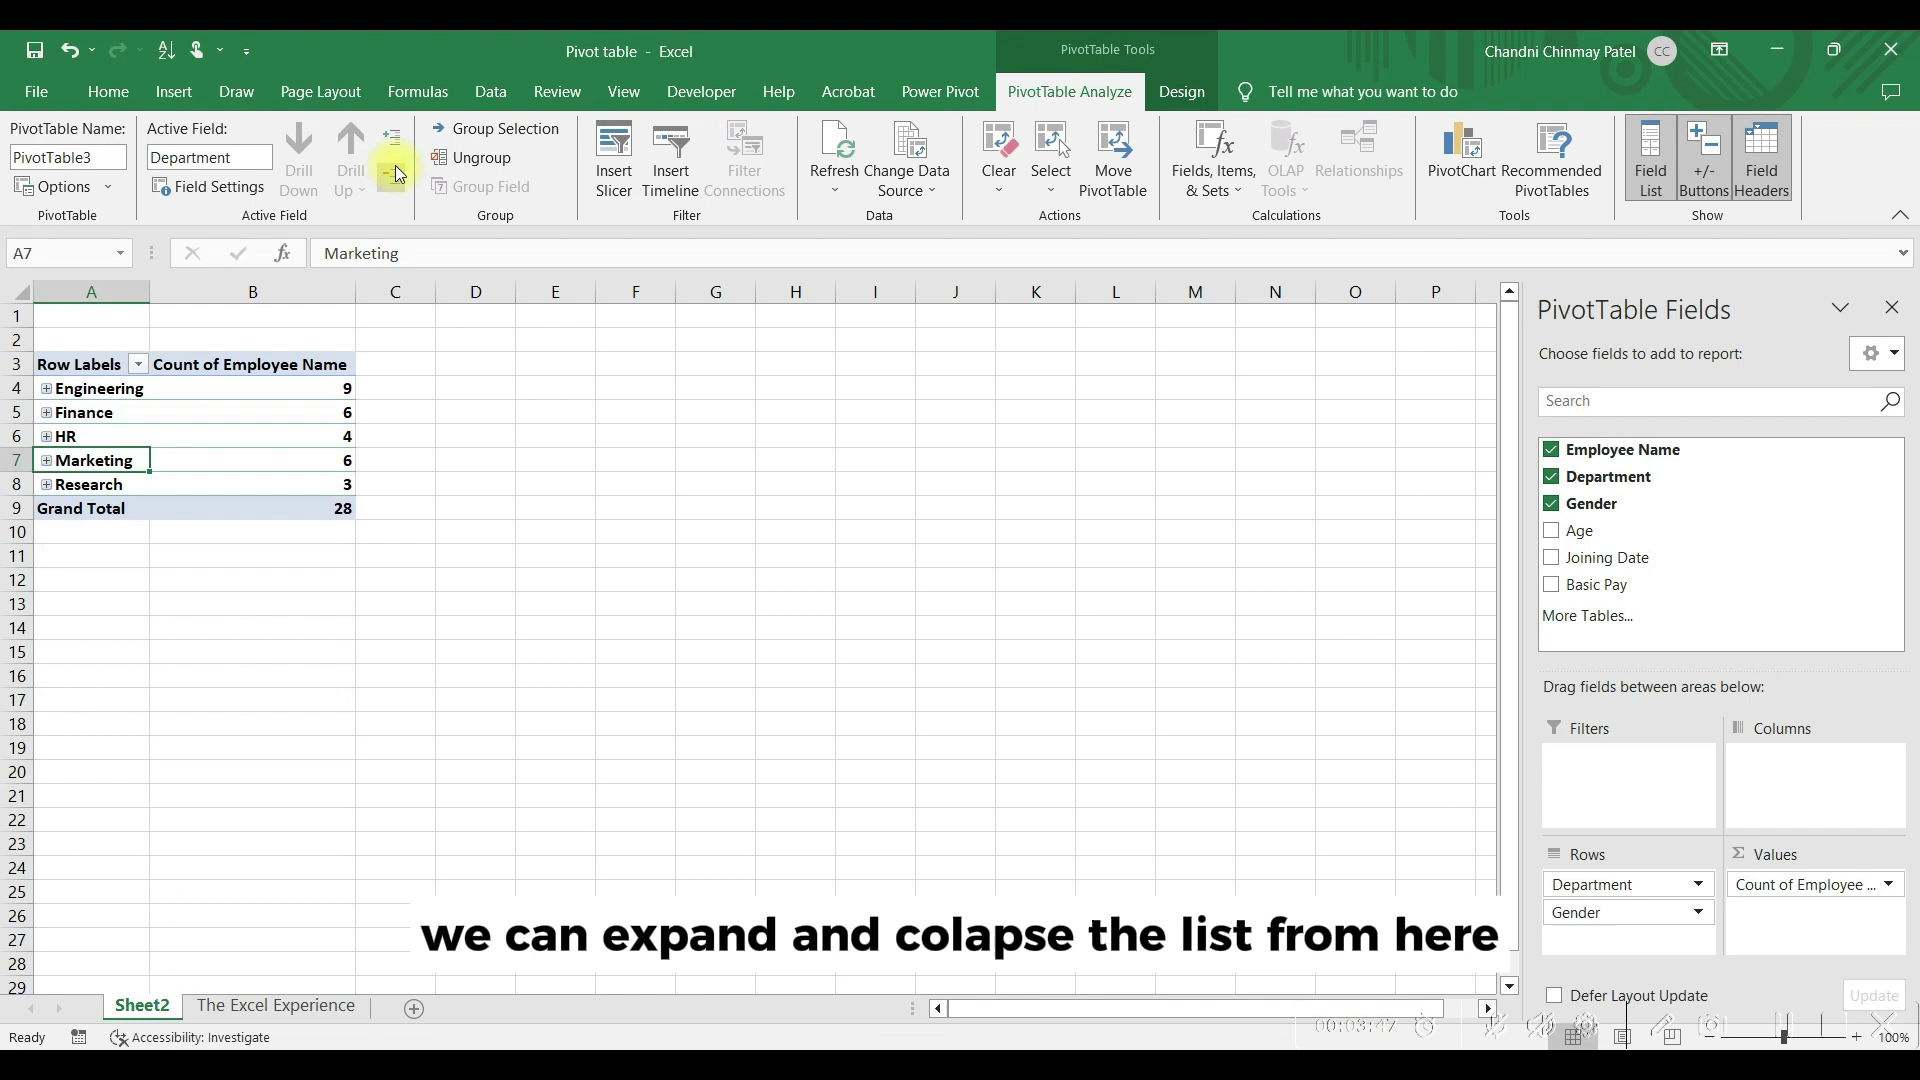 Pivot table - Excel
PivotTable Tools
Chandni Chinmay Patel CC
File Home Insert Draw Page Layout Formulas Data Review View Developer Help Acrobat Power Pivot PivotTable Analyze Design Tell me what you want to do
PivotTable Name:
PivotTable3
Options
PivotTable
Active Field:
Department
Field Settings
Drill Down
Drill Up
Active Field
Group Selection
Ungroup
Group Field
Group
Insert Slicer
Insert Timeline
Filter Connections
Filter
Refresh
Change Data Source
Data
Clear
Select
Move PivotTable
Actions
Fields, Items, & Sets
OLAP Tools
Relationships
Calculations
PivotChart
Recommended PivotTables
Tools
Field List
+/- Buttons
Field Headers
Show
A7 fx Marketing
A B C D E F G H I J K L M N O P
1
2
3 Row Labels Count of Employee Name
4 Engineering 9
5 Finance 6
6 HR 4
7 Marketing 6
8 Research 3
9 Grand Total 28
10
11
12
13
14
15
16
17
18
19
20
21
22
23
24
25
26
27
28
29
PivotTable Fields
Choose fields to add to report:
Search
Employee Name
Department
Gender
Age
Joining Date
Basic Pay
More Tables...
Drag fields between areas below:
Filters
Columns
Rows
Σ Values
Department
Count of Employee ...
Gender
Defer Layout Update
Update
we can expand and colapse the list from here
Sheet2 The Excel Experience
00:03:47
Ready Accessibility: Investigate 100%